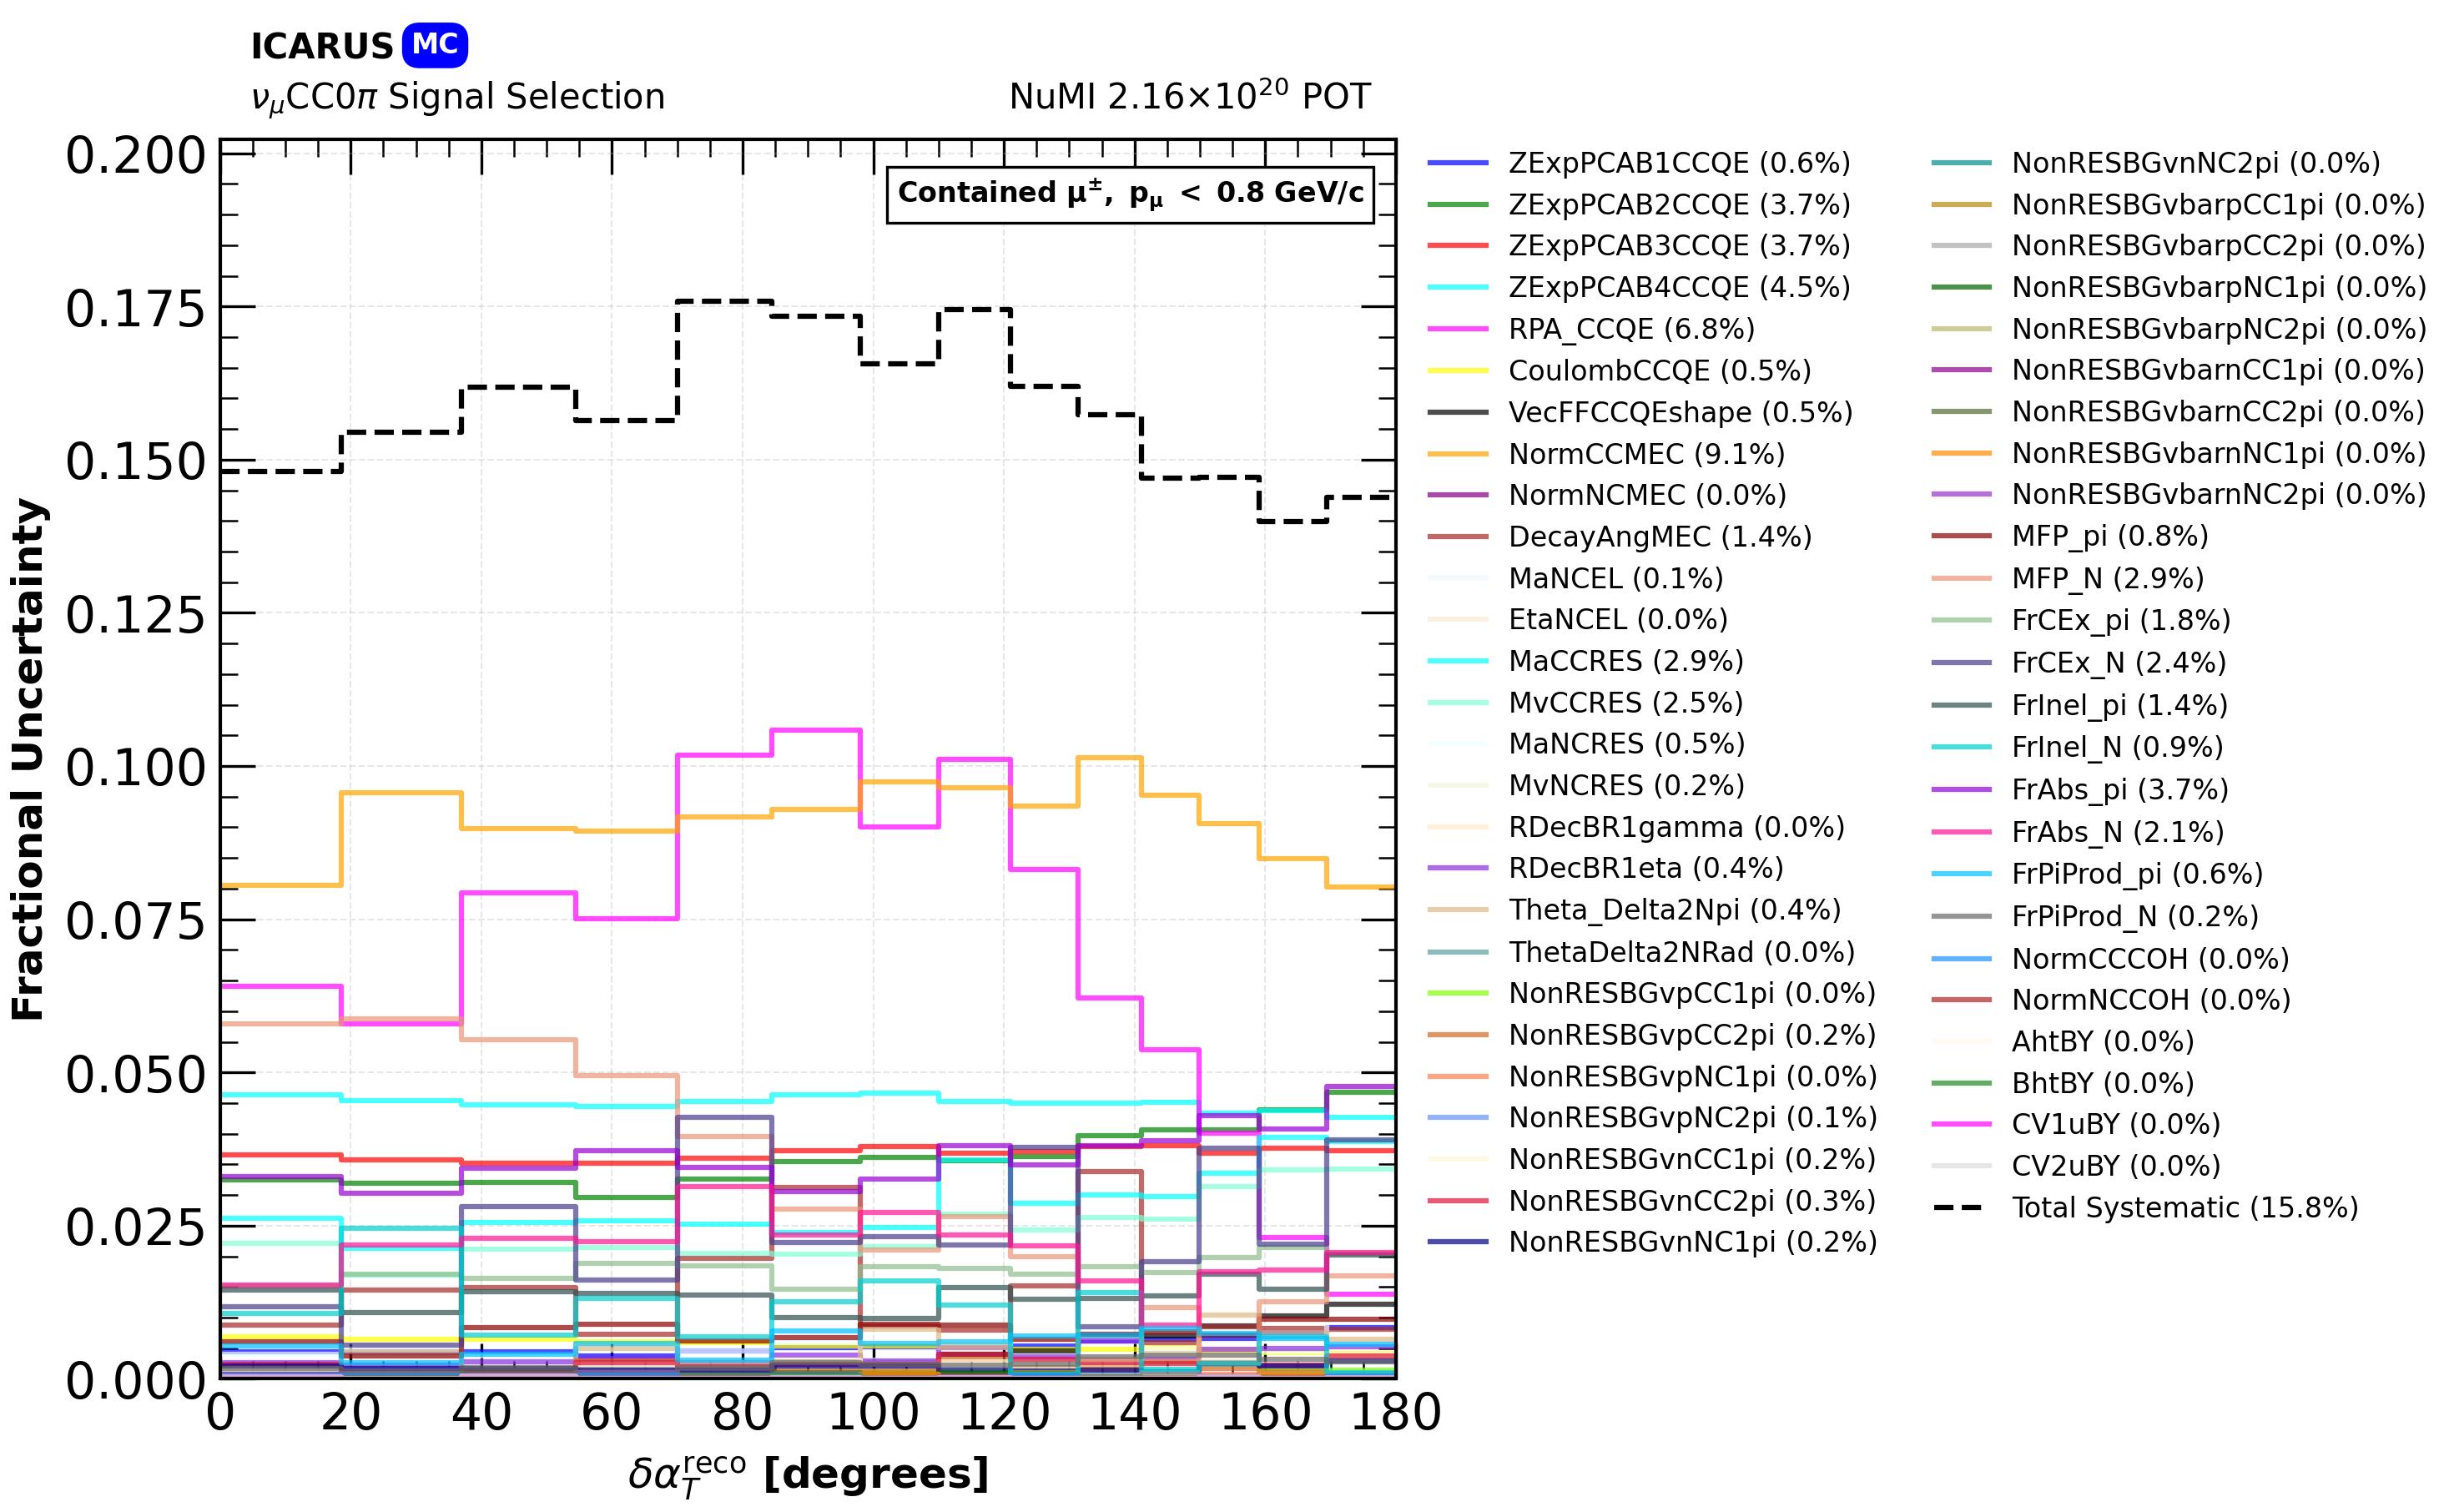 ICARUS MC
νμCC0π Signal Selection
NuMI 2.16×10²⁰ POT
Contained μ±, pμ < 0.8 GeV/c
Fractional Uncertainty
0.200
0.175
0.150
0.125
0.100
0.075
0.050
0.025
0.000
0 20 40 60 80 100 120 140 160 180
δα_T^reco [degrees]
ZExpPCAB1CCQE (0.6%)
ZExpPCAB2CCQE (3.7%)
ZExpPCAB3CCQE (3.7%)
ZExpPCAB4CCQE (4.5%)
RPA_CCQE (6.8%)
CoulombCCQE (0.5%)
VecFFCCQEshape (0.5%)
NormCCMEC (9.1%)
NormNCMEC (0.0%)
DecayAngMEC (1.4%)
MaNCEL (0.1%)
EtaNCEL (0.0%)
MaCCRES (2.9%)
MvCCRES (2.5%)
MaNCRES (0.5%)
MvNCRES (0.2%)
RDecBR1gamma (0.0%)
RDecBR1eta (0.4%)
Theta_Delta2Npi (0.4%)
ThetaDelta2NRad (0.0%)
NonRESBGvpCC1pi (0.0%)
NonRESBGvpCC2pi (0.2%)
NonRESBGvpNC1pi (0.0%)
NonRESBGvpNC2pi (0.1%)
NonRESBGvnCC1pi (0.2%)
NonRESBGvnCC2pi (0.3%)
NonRESBGvnNC1pi (0.2%)
NonRESBGvnNC2pi (0.0%)
NonRESBGvbarpCC1pi (0.0%)
NonRESBGvbarpCC2pi (0.0%)
NonRESBGvbarpNC1pi (0.0%)
NonRESBGvbarpNC2pi (0.0%)
NonRESBGvbarnCC1pi (0.0%)
NonRESBGvbarnCC2pi (0.0%)
NonRESBGvbarnNC1pi (0.0%)
NonRESBGvbarnNC2pi (0.0%)
MFP_pi (0.8%)
MFP_N (2.9%)
FrCEx_pi (1.8%)
FrCEx_N (2.4%)
FrInel_pi (1.4%)
FrInel_N (0.9%)
FrAbs_pi (3.7%)
FrAbs_N (2.1%)
FrPiProd_pi (0.6%)
FrPiProd_N (0.2%)
NormCCCOH (0.0%)
NormNCCOH (0.0%)
AhtBY (0.0%)
BhtBY (0.0%)
CV1uBY (0.0%)
CV2uBY (0.0%)
Total Systematic (15.8%)